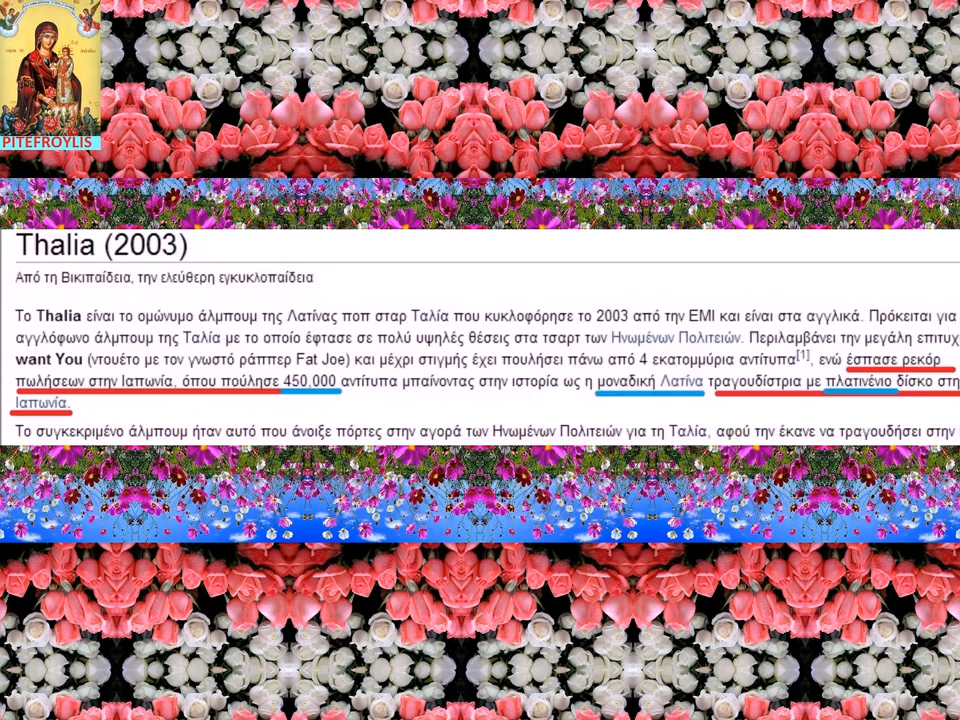 PITEFROYLIS
Thalia (2003)
Από τη Βικιπαίδεια, την ελεύθερη εγκυκλοπαίδεια
Το Thalia είναι το ομώνυμο άλμπουμ της Λατίνας ποπ σταρ Ταλία που κυκλοφόρησε το 2003 από την EMI και είναι στα αγγλικά. Πρόκειται για
αγγλόφωνο άλμπουμ της Ταλία με το οποίο έφτασε σε πολύ υψηλές θέσεις στα τσαρτ των Ηνωμένων Πολιτειών. Περιλαμβάνει την μεγάλη επιτυχ
want You (ντουέτο με τον γνωστό ράππερ Fat Joe) και μέχρι στιγμής έχει πουλήσει πάνω από 4 εκατομμύρια αντίτυπα[1], ενώ έσπασε ρεκόρ
πωλήσεων στην Ιαπωνία, όπου πούλησε 450,000 αντίτυπα μπαίνοντας στην ιστορία ως η μοναδική Λατίνα τραγουδίστρια με πλατινένιο δίσκο στη
Ιαπωνία.
Το συγκεκριμένο άλμπουμ ήταν αυτό που άνοιξε πόρτες στην αγορά των Ηνωμένων Πολιτειών για τη Ταλία, αφού την έκανε να τραγουδήσει στην